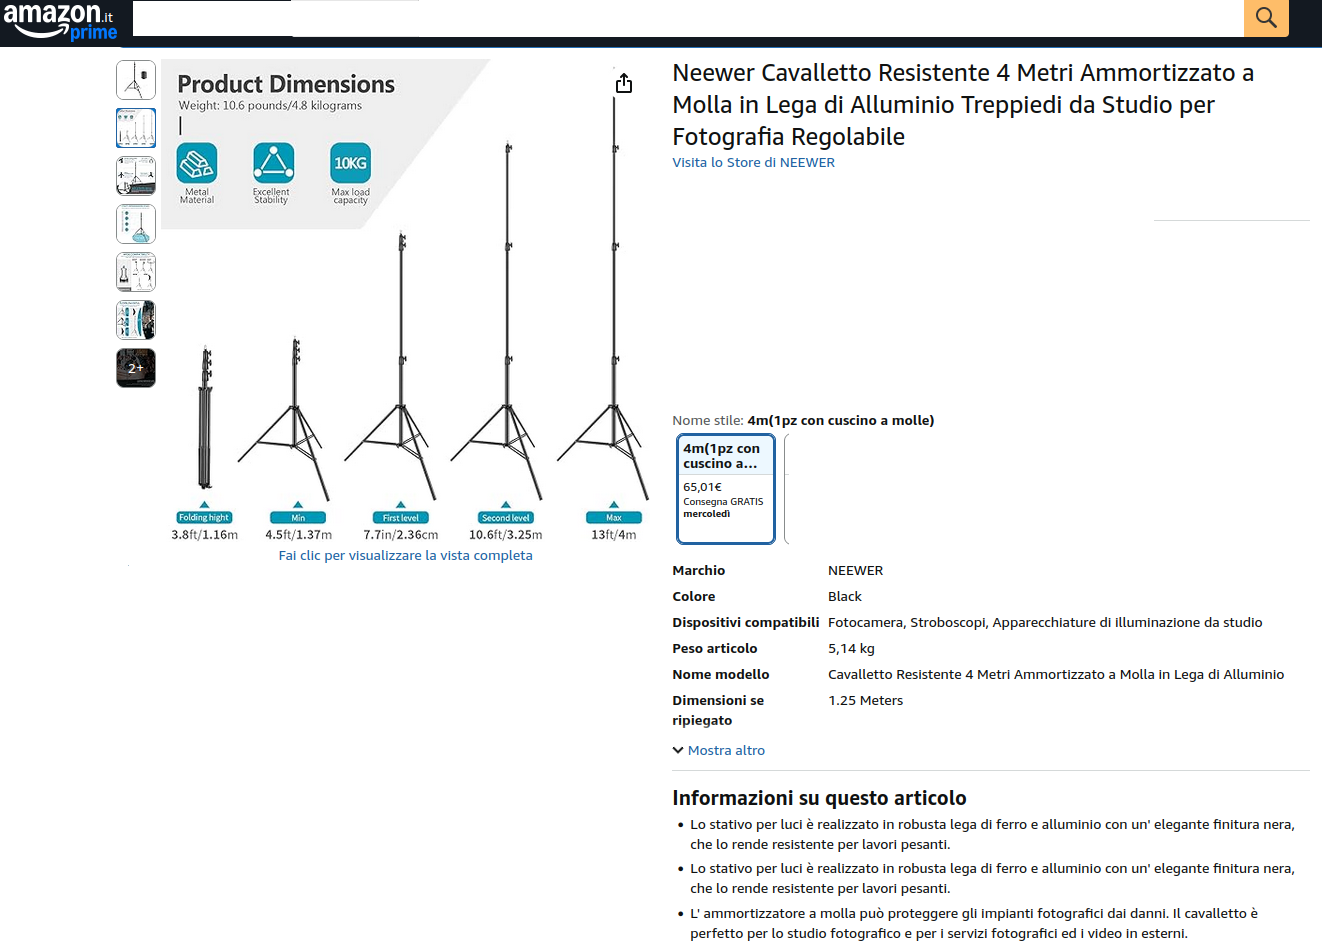 amazon.it
prime
Product Dimensions
Weight: 10.6 pounds/4.8 kilograms
10KG
Metal Material
Excellent Stability
Max load capacity
2+
Folding hight
Min
First level
Second level
Max
3.8ft/1.16m
4.5ft/1.37m
7.7in/2.36cm
10.6ft/3.25m
13ft/4m
Fai clic per visualizzare la vista completa
Neewer Cavalletto Resistente 4 Metri Ammortizzato a
Molla in Lega di Alluminio Treppiedi da Studio per
Fotografia Regolabile
Visita lo Store di NEEWER
Nome stile: 4m(1pz con cuscino a molle)
4m(1pz con
cuscino a...
65,01€
Consegna GRATIS
mercoledì
Marchio NEEWER
Colore Black
Dispositivi compatibili Fotocamera, Stroboscopi, Apparecchiature di illuminazione da studio
Peso articolo 5,14 kg
Nome modello Cavalletto Resistente 4 Metri Ammortizzato a Molla in Lega di Alluminio
Dimensioni se 1.25 Meters
ripiegato
Mostra altro
Informazioni su questo articolo
• Lo stativo per luci è realizzato in robusta lega di ferro e alluminio con un' elegante finitura nera,
che lo rende resistente per lavori pesanti.
• Lo stativo per luci è realizzato in robusta lega di ferro e alluminio con un' elegante finitura nera,
che lo rende resistente per lavori pesanti.
• L' ammortizzatore a molla può proteggere gli impianti fotografici dai danni. Il cavalletto è
perfetto per lo studio fotografico e per i servizi fotografici ed i video in esterni.